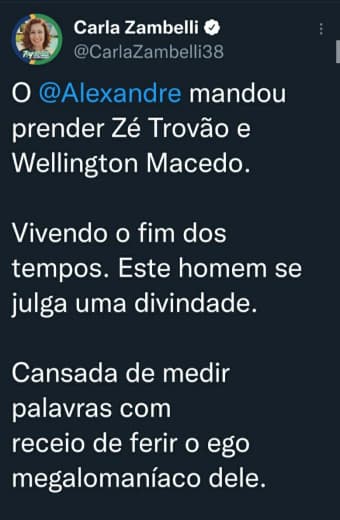 Carla Zambelli
@CarlaZambelli38
O @Alexandre mandou
prender Zé Trovão e
Wellington Macedo.
Vivendo o fim dos
tempos. Este homem se
julga uma divindade.
Cansada de medir
palavras com
receio de ferir o ego
megalomaníaco dele.